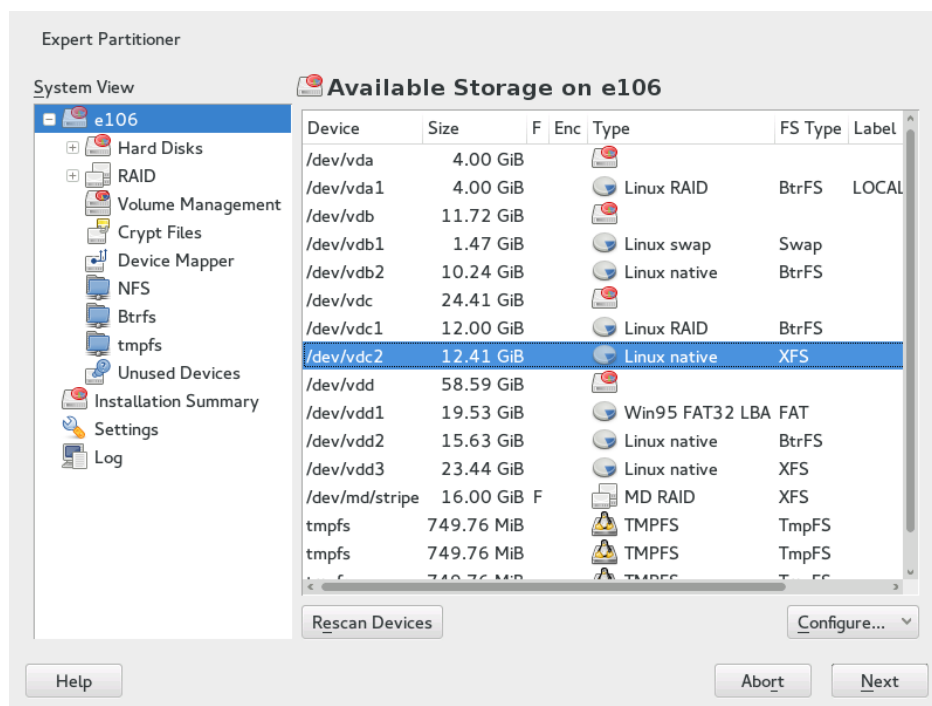 Expert Partitioner
System View
e106
Hard Disks
RAID
Volume Management
Crypt Files
Device Mapper
NFS
Btrfs
tmpfs
Unused Devices
Installation Summary
Settings
Log
Available Storage on e106
Device Size F Enc Type FS Type Label
/dev/vda 4.00 GiB
/dev/vda1 4.00 GiB Linux RAID BtrFS LOCAL
/dev/vdb 11.72 GiB
/dev/vdb1 1.47 GiB Linux swap Swap
/dev/vdb2 10.24 GiB Linux native BtrFS
/dev/vdc 24.41 GiB
/dev/vdc1 12.00 GiB Linux RAID BtrFS
/dev/vdc2 12.41 GiB Linux native XFS
/dev/vdd 58.59 GiB
/dev/vdd1 19.53 GiB Win95 FAT32 LBA FAT
/dev/vdd2 15.63 GiB Linux native BtrFS
/dev/vdd3 23.44 GiB Linux native XFS
/dev/md/stripe 16.00 GiB F MD RAID XFS
tmpfs 749.76 MiB TMPFS TmpFS
tmpfs 749.76 MiB TMPFS TmpFS
Rescan Devices
Configure...
Help
Abort
Next